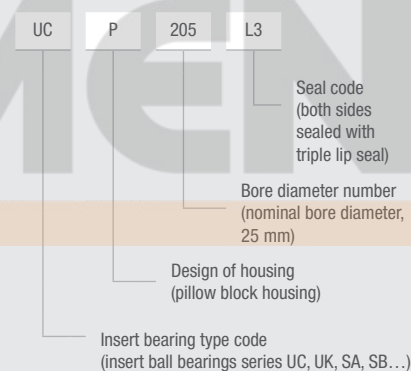 UC P 205 L3
Seal code
(both sides
sealed with
triple lip seal)
Bore diameter number
(nominal bore diameter,
25 mm)
Design of housing
(pillow block housing)
Insert bearing type code
(insert ball bearings series UC, UK, SA, SB…)